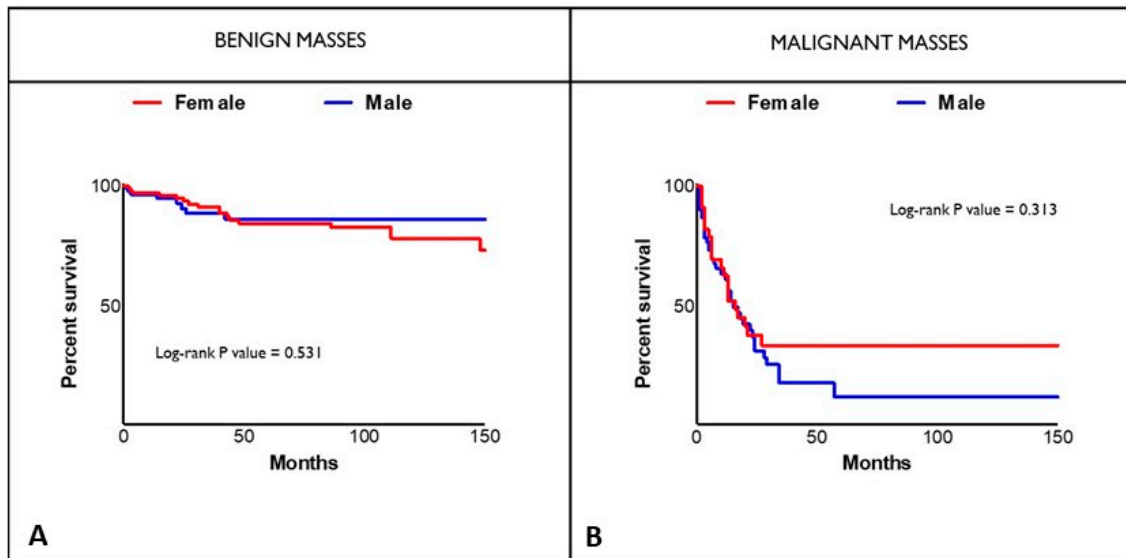 BENIGN MASSES
MALIGNANT MASSES
Female Male
Female Male
100
50
Percent survival
Log-rank P value = 0.531
0 50 100 150
Months
A
100
50
Percent survival
Log-rank P value = 0.313
0 50 100 150
Months
B